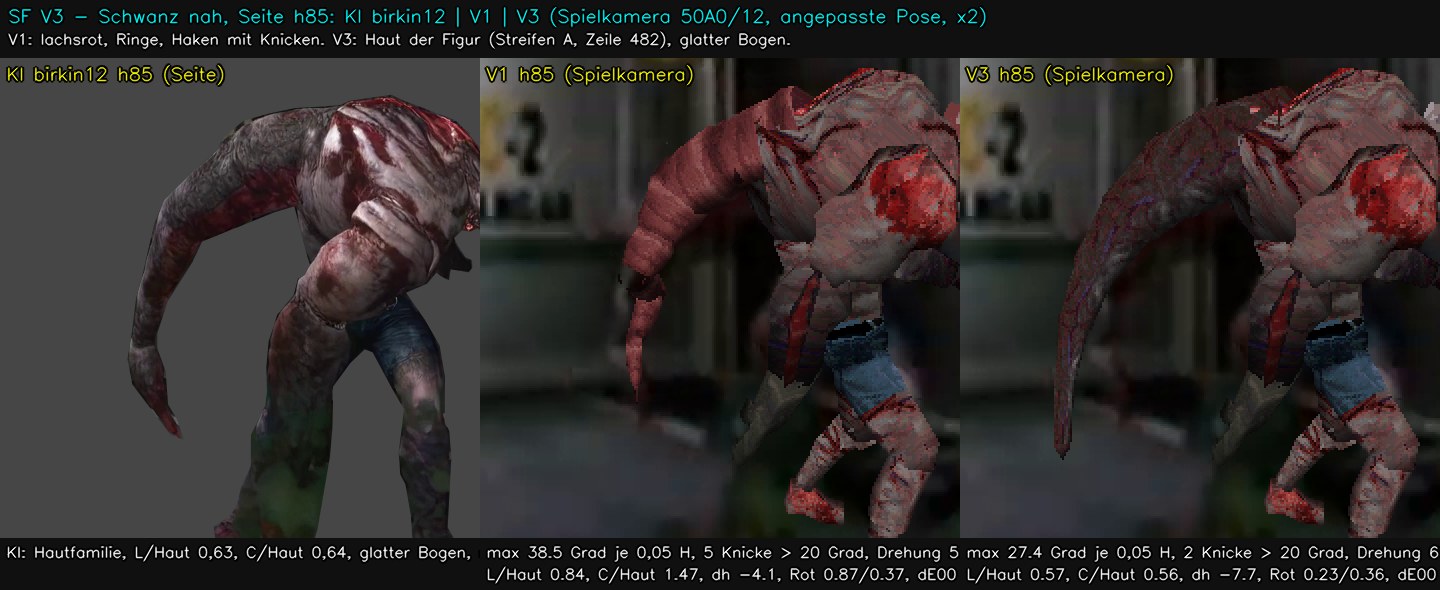 SF V3 – Schwanz nah, Seite h85: KI birkin12 | V1 | V3 (Spielkamera 50A0/12, angepasste Pose, x2)
V1: lachsrot, Ringe, Haken mit Knicken. V3: Haut der Figur (Streifen A, Zeile 482), glatter Bogen.
KI birkin12 h85 (Seite)
V1 h85 (Spielkamera)
V3 h85 (Spielkamera)
-2
-2
KI: Hautfamilie, L/Haut 0,63, C/Haut 0,64, glatter Bogen,
max 38.5 Grad je 0,05 H, 5 Knicke > 20 Grad, Drehung 5
L/Haut 0.84, C/Haut 1.47, dh -4.1, Rot 0.87/0.37, dE00
max 27.4 Grad je 0,05 H, 2 Knicke > 20 Grad, Drehung 6
L/Haut 0.57, C/Haut 0.56, dh -7.7, Rot 0.23/0.36, dE00